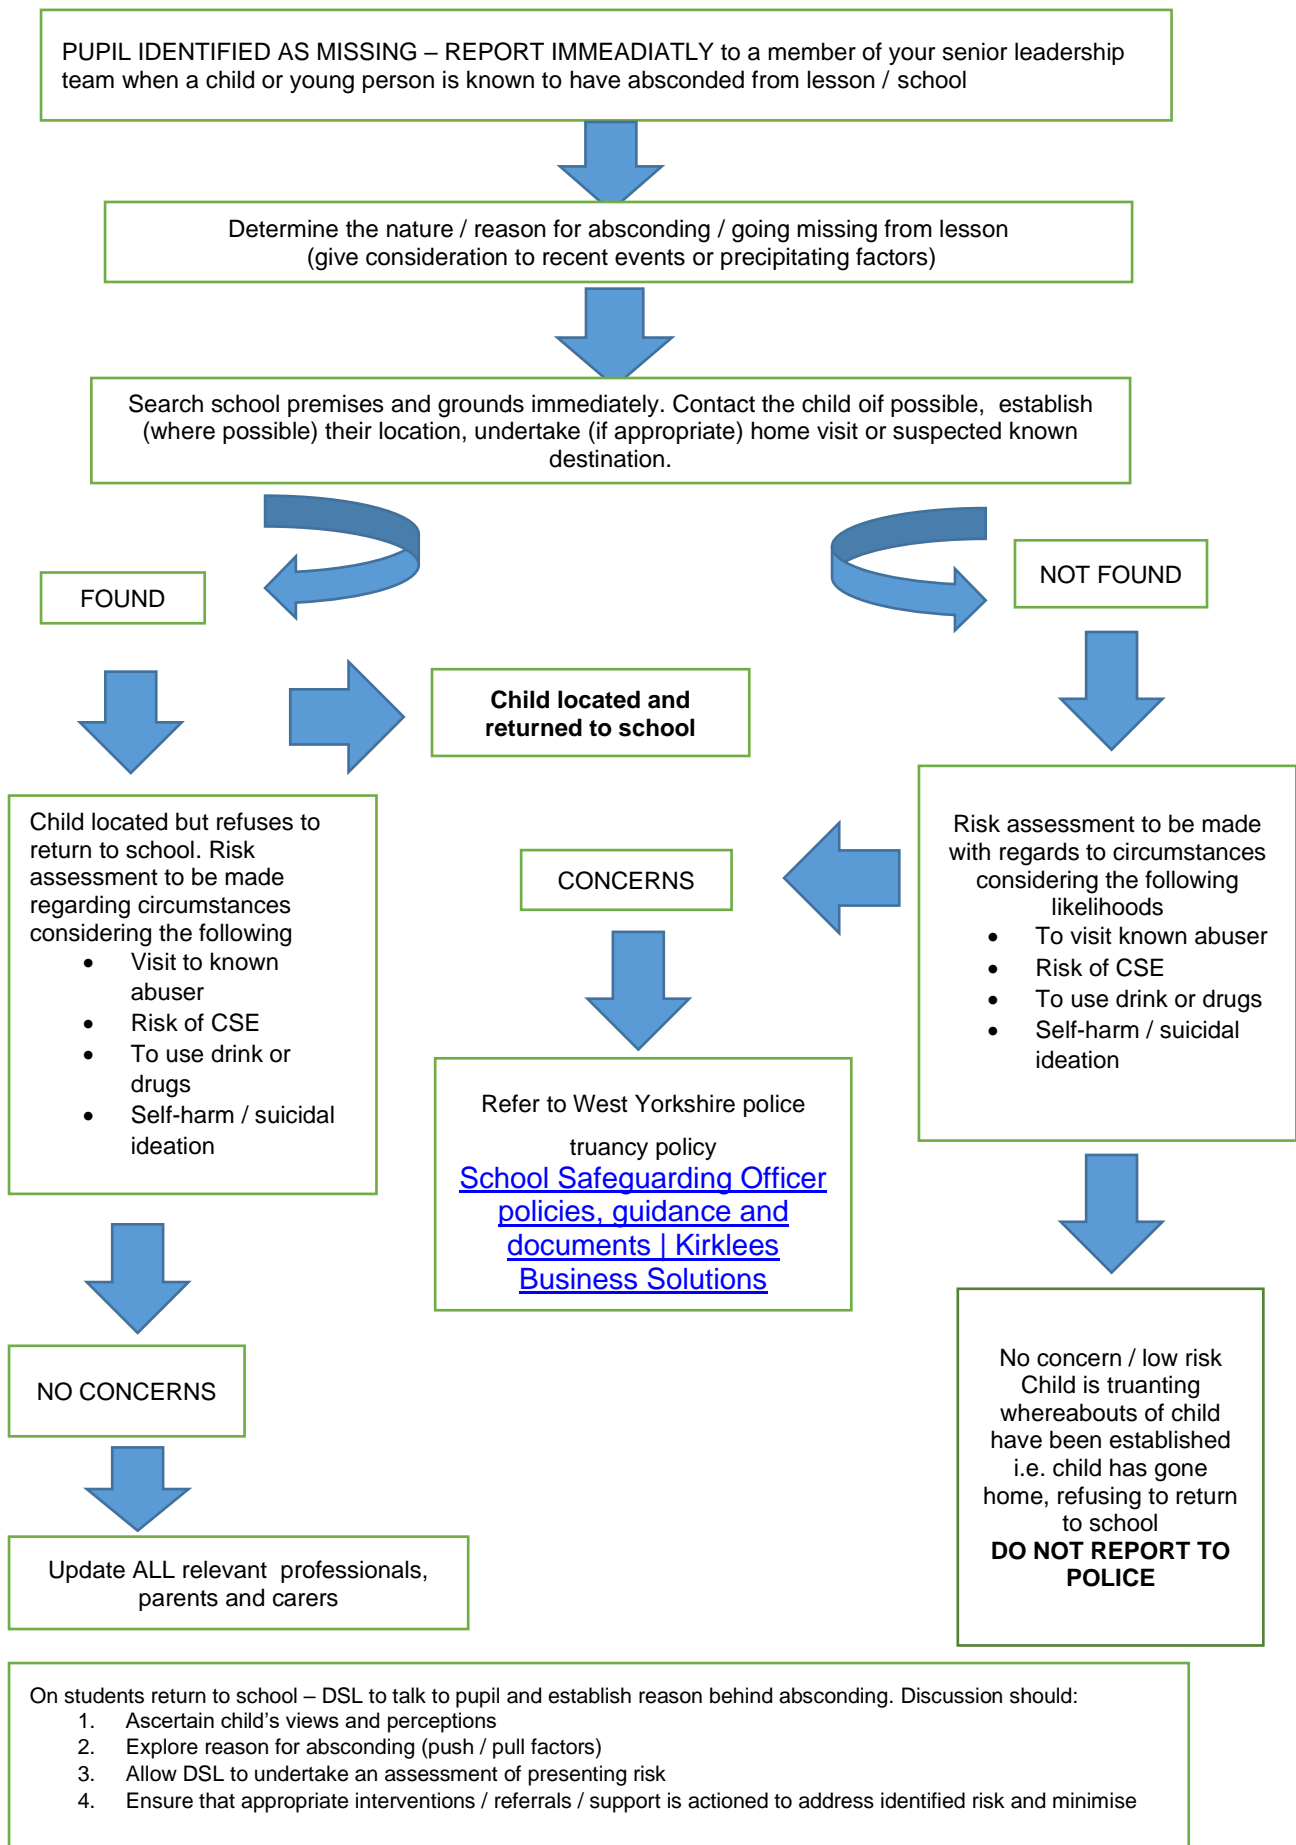 PUPIL IDENTIFIED AS MISSING – REPORT IMMEADIATLY to a member of your senior leadership
team when a child or young person is known to have absconded from lesson / school
Determine the nature / reason for absconding / going missing from lesson
(give consideration to recent events or precipitating factors)
Search school premises and grounds immediately. Contact the child oif possible, establish
(where possible) their location, undertake (if appropriate) home visit or suspected known
destination.
FOUND
NOT FOUND
Child located and
returned to school
Child located but refuses to
return to school. Risk
assessment to be made
regarding circumstances
considering the following
• Visit to known
abuser
• Risk of CSE
• To use drink or
drugs
• Self-harm / suicidal
ideation
CONCERNS
Risk assessment to be made
with regards to circumstances
considering the following
likelihoods
• To visit known abuser
• Risk of CSE
• To use drink or drugs
• Self-harm / suicidal
ideation
Refer to West Yorkshire police
truancy policy
School Safeguarding Officer
policies, guidance and
documents | Kirklees
Business Solutions
NO CONCERNS
No concern / low risk
Child is truanting
whereabouts of child
have been established
i.e. child has gone
home, refusing to return
to school
DO NOT REPORT TO
POLICE
Update ALL relevant professionals,
parents and carers
On students return to school – DSL to talk to pupil and establish reason behind absconding. Discussion should:
1. Ascertain child's views and perceptions
2. Explore reason for absconding (push / pull factors)
3. Allow DSL to undertake an assessment of presenting risk
4. Ensure that appropriate interventions / referrals / support is actioned to address identified risk and minimise